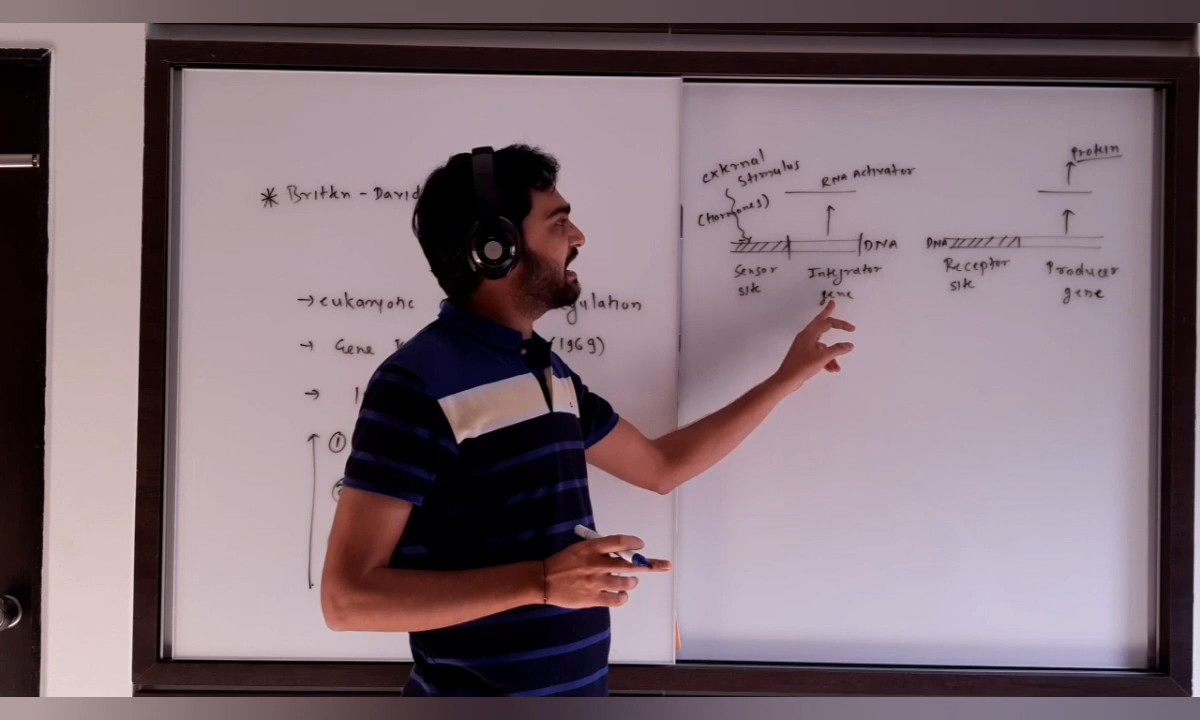 * Britten - David
→ eukaryotic gulation
→ Gene (1969)
→
①
External
Stimulus
(Hormones)
RNA Activator
DNA
Sensor
site
Integrator
gene
Protein
DNA
Receptor
site
Producer
gene